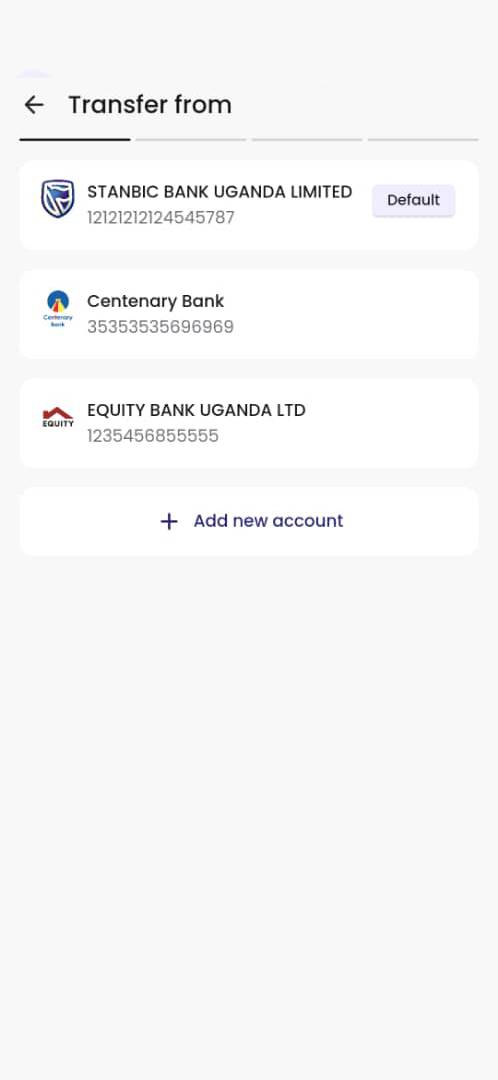 Transfer from
STANBIC BANK UGANDA LIMITED
12121212124545787
Default
Centenary Bank
Centenary
Bank
35353535696969
EQUITY BANK UGANDA LTD
EQUITY
1235456855555
+ Add new account